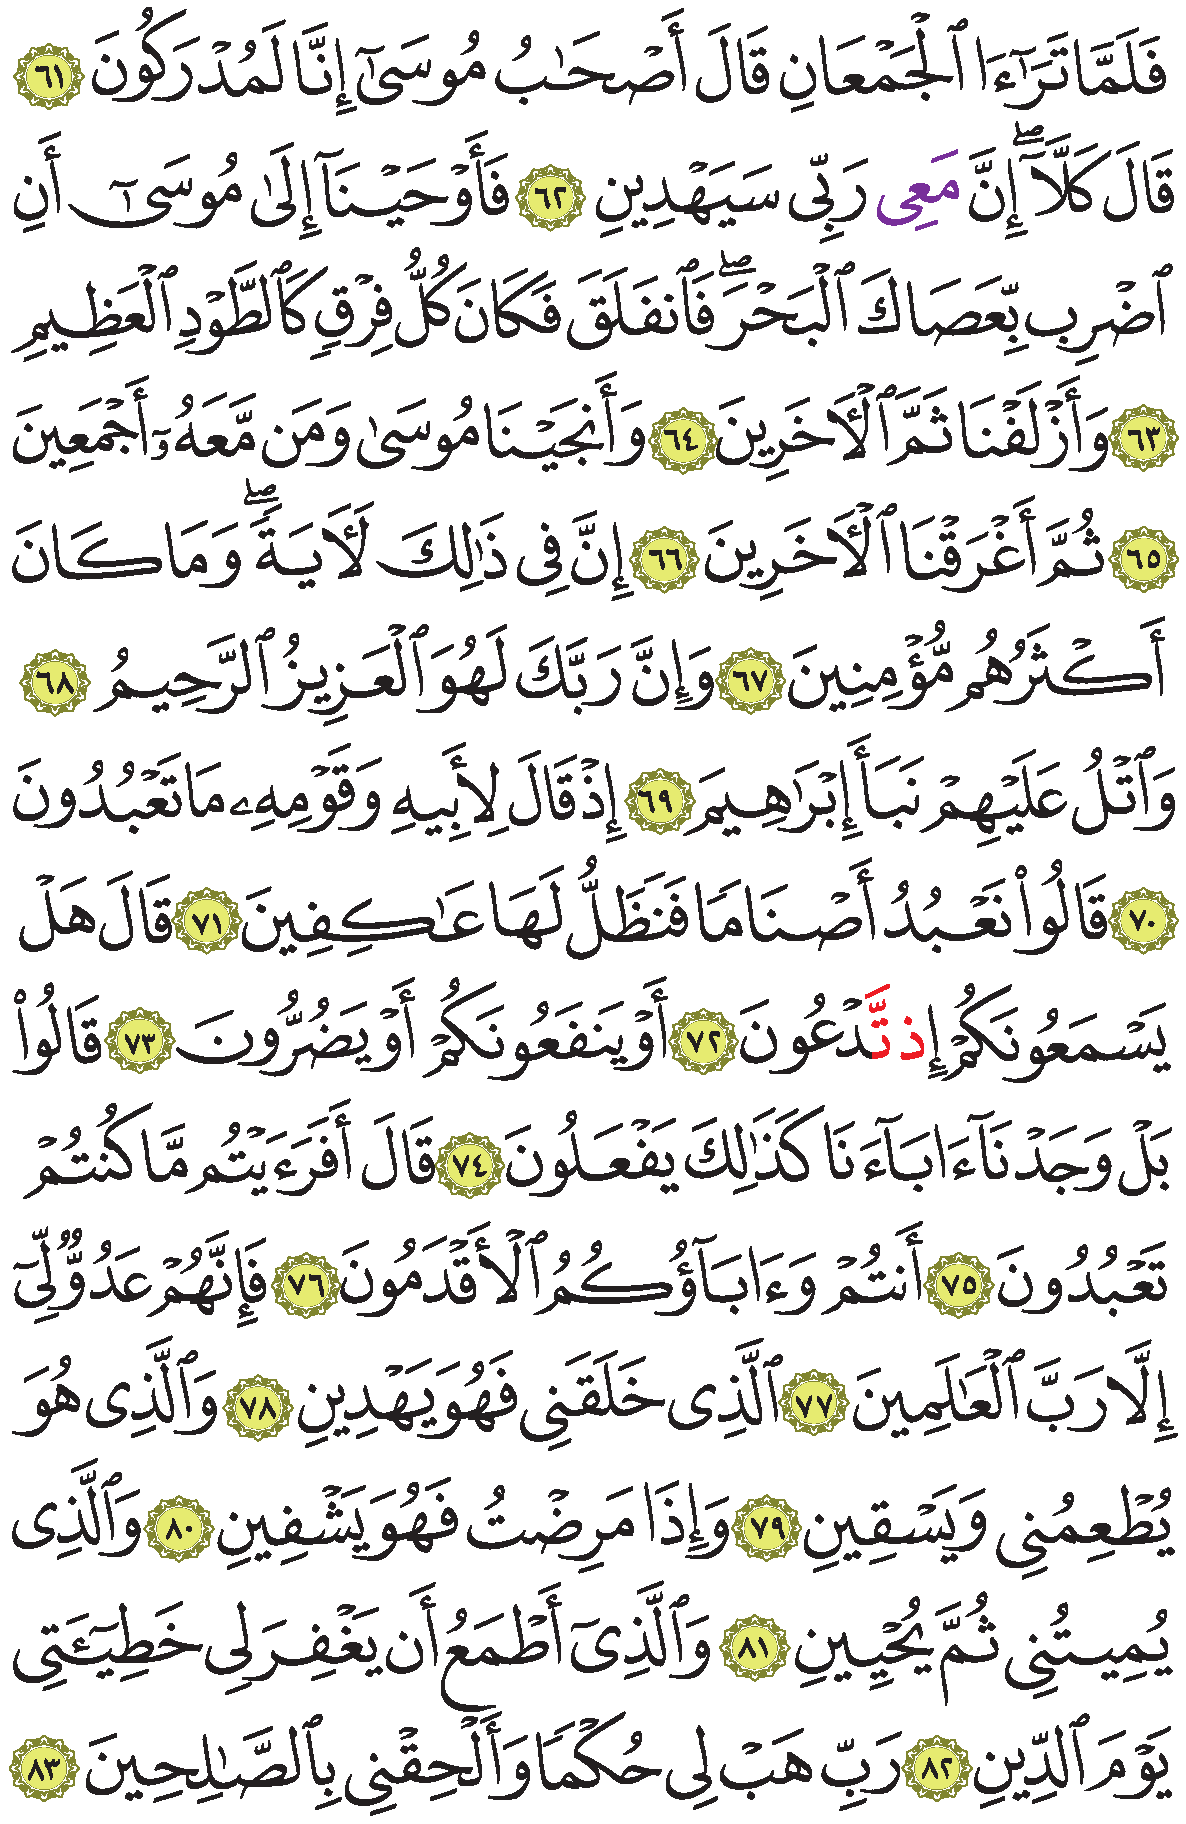 فَلَمَّا تَرَٰٓءَا ٱلْجَمْعَانِ قَالَ أَصْحَٰبُ مُوسَىٰٓ إِنَّا لَمُدْرَكُونَ ٦١
قَالَ كَلَّآ ۖ إِنَّ مَعِى رَبِّى سَيَهْدِينِ ٦٢ فَأَوْحَيْنَآ إِلَىٰ مُوسَىٰٓ أَنِ
ٱضْرِب بِّعَصَاكَ ٱلْبَحْرَ ۖ فَٱنفَلَقَ فَكَانَ كُلُّ فِرْقٍ كَٱلطَّوْدِ ٱلْعَظِيمِ
٦٣ وَأَزْلَفْنَا ثَمَّ ٱلْأَخَرِينَ ٦٤ وَأَنجَيْنَا مُوسَىٰ وَمَن مَّعَهُۥٓ أَجْمَعِينَ
٦٥ ثُمَّ أَغْرَقْنَا ٱلْأَخَرِينَ ٦٦ إِنَّ فِى ذَٰلِكَ لَأَيَةً ۖ وَمَا كَانَ
أَكْثَرُهُم مُّؤْمِنِينَ ٦٧ وَإِنَّ رَبَّكَ لَهُوَ ٱلْعَزِيزُ ٱلرَّحِيمُ ٦٨
وَٱتْلُ عَلَيْهِمْ نَبَأَ إِبْرَٰهِيمَ ٦٩ إِذْ قَالَ لِأَبِيهِ وَقَوْمِهِۦ مَا تَعْبُدُونَ
٧٠ قَالُوا۟ نَعْبُدُ أَصْنَامًا فَنَظَلُّ لَهَا عَٰكِفِينَ ٧١ قَالَ هَلْ
يَسْمَعُونَكُمْ إِذ تَّدْعُونَ ٧٢ أَوْ يَنفَعُونَكُمْ أَوْ يَضُرُّونَ ٧٣ قَالُوا۟
بَلْ وَجَدْنَآ ءَابَآءَنَا كَذَٰلِكَ يَفْعَلُونَ ٧٤ قَالَ أَفَرَءَيْتُم مَّا كُنتُمْ
تَعْبُدُونَ ٧٥ أَنتُمْ وَءَابَآؤُكُمُ ٱلْأَقْدَمُونَ ٧٦ فَإِنَّهُمْ عَدُوٌّ لِّىٓ
إِلَّا رَبَّ ٱلْعَٰلَمِينَ ٧٧ ٱلَّذِى خَلَقَنِى فَهُوَ يَهْدِينِ ٧٨ وَٱلَّذِى هُوَ
يُطْعِمُنِى وَيَسْقِينِ ٧٩ وَإِذَا مَرِضْتُ فَهُوَ يَشْفِينِ ٨٠ وَٱلَّذِى
يُمِيتُنِى ثُمَّ يُحْيِينِ ٨١ وَٱلَّذِىٓ أَطْمَعُ أَن يَغْفِرَ لِى خَطِيٓـَٔتِى
يَوْمَ ٱلدِّينِ ٨٢ رَبِّ هَبْ لِى حُكْمًا وَأَلْحِقْنِى بِٱلصَّٰلِحِينَ ٨٣